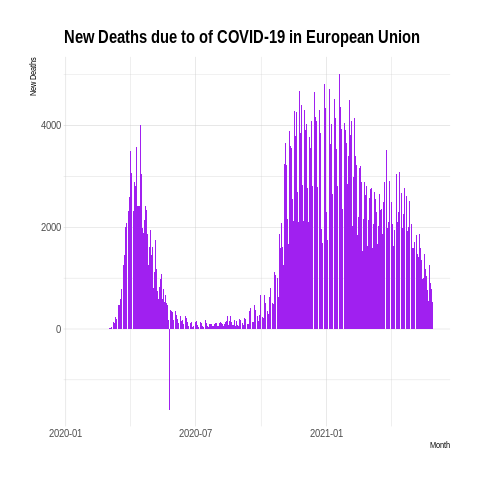 New Deaths due to of COVID-19 in European Union
New Deaths
4000
2000
0
2020-01
2020-07
2021-01
Month